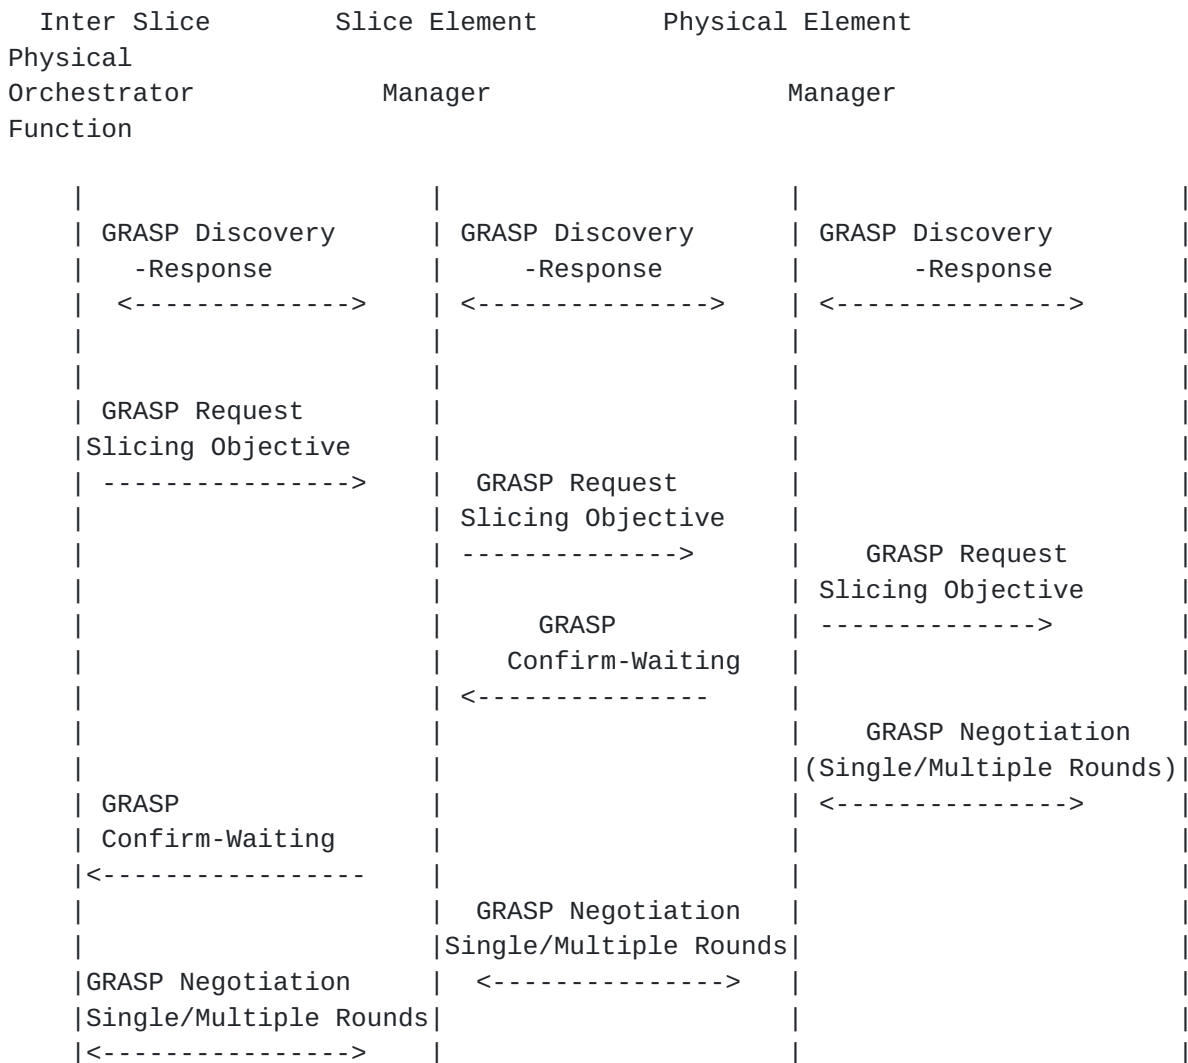 Inter Slice        Slice Element        Physical Element
Physical
Orchestrator            Manager                   Manager
Function

    |                      |                      |                        |
    | GRASP Discovery      | GRASP Discovery      | GRASP Discovery        |
    |   -Response          |     -Response        |       -Response        |
    |  <-------------->    | <--------------->    | <--------------->      |
    |                      |                      |                        |
    |                      |                      |                        |
    | GRASP Request        |                      |                        |
    |Slicing Objective     |                      |                        |
    | ---------------->    |  GRASP Request       |                        |
    |                      | Slicing Objective    |                        |
    |                      | -------------->      |    GRASP Request       |
    |                      |                      | Slicing Objective      |
    |                      |      GRASP           | -------------->        |
    |                      |    Confirm-Waiting   |                        |
    |                      | <---------------     |                        |
    |                      |                      |    GRASP Negotiation   |
    |                      |                      |(Single/Multiple Rounds)|
    | GRASP                |                      | <--------------->      |
    | Confirm-Waiting      |                      |                        |
    |<-----------------    |                      |                        |
    |                      |  GRASP Negotiation   |                        |
    |                      |Single/Multiple Rounds|                        |
    |GRASP Negotiation     |  <--------------->   |                        |
    |Single/Multiple Rounds|                      |                        |
    |<---------------->    |                      |                        |